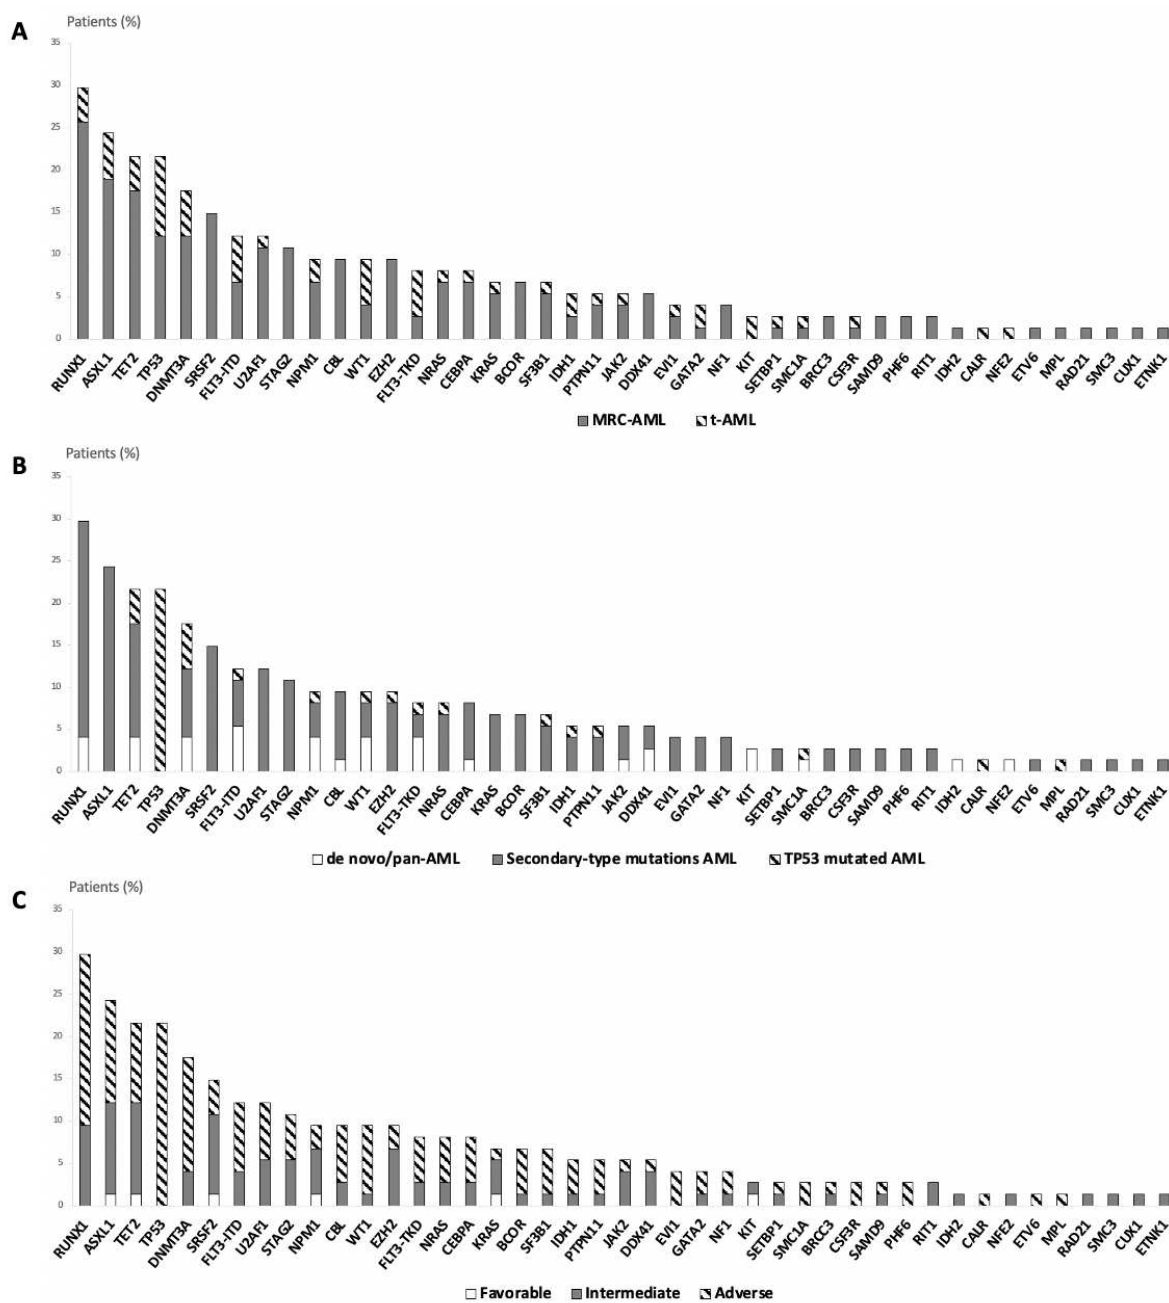 A
Patients (%)
35
30
25
20
15
10
5
0
RUNX1 ASXL1 TET2 TP53 DNMT3A SRSF2 FLT3-ITD U2AF1 STAG2 NPM1 CBL WT1 EZH2 FLT3-TKD NRAS CEBPA KRAS BCOR SF3B1 IDH1 PTPN11 JAK2 DDX41 EVI1 GATA2 NF1 KIT SETBP1 SMC1A BRCC3 CSF3R SAMD9 PHF6 RIT1 IDH2 CALR NFE2 ETV6 MPL RAD21 SMC3 CUX1 ETNK1
MRC-AML t-AML
B
Patients (%)
35
30
25
20
15
10
5
0
RUNX1 ASXL1 TET2 TP53 DNMT3A SRSF2 FLT3-ITD U2AF1 STAG2 NPM1 CBL WT1 EZH2 FLT3-TKD NRAS CEBPA KRAS BCOR SF3B1 IDH1 PTPN11 JAK2 DDX41 EVI1 GATA2 NF1 KIT SETBP1 SMC1A BRCC3 CSF3R SAMD9 PHF6 RIT1 IDH2 CALR NFE2 ETV6 MPL RAD21 SMC3 CUX1 ETNK1
de novo/pan-AML Secondary-type mutations AML TP53 mutated AML
C
Patients (%)
35
30
25
20
15
10
5
0
RUNX1 ASXL1 TET2 TP53 DNMT3A SRSF2 FLT3-ITD U2AF1 STAG2 NPM1 CBL WT1 EZH2 FLT3-TKD NRAS CEBPA KRAS BCOR SF3B1 IDH1 PTPN11 JAK2 DDX41 EVI1 GATA2 NF1 KIT SETBP1 SMC1A BRCC3 CSF3R SAMD9 PHF6 RIT1 IDH2 CALR NFE2 ETV6 MPL RAD21 SMC3 CUX1 ETNK1
Favorable Intermediate Adverse